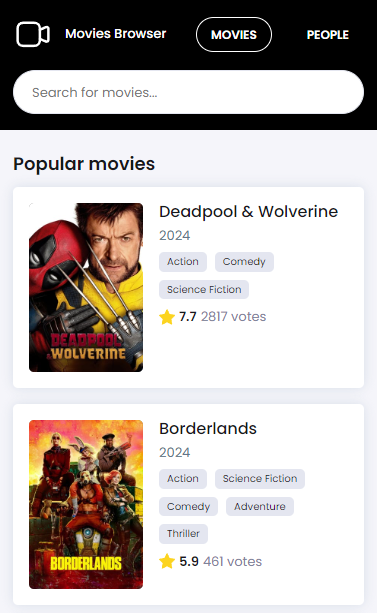 Movies Browser MOVIES PEOPLE
Search for movies...
Popular movies
Deadpool & Wolverine
2024
Action Comedy
Science Fiction
7.7 2817 votes
DEADPOOL
WOLVERINE
Borderlands
2024
Action Science Fiction
Comedy Adventure
Thriller
5.9 461 votes
BORDERLANDS